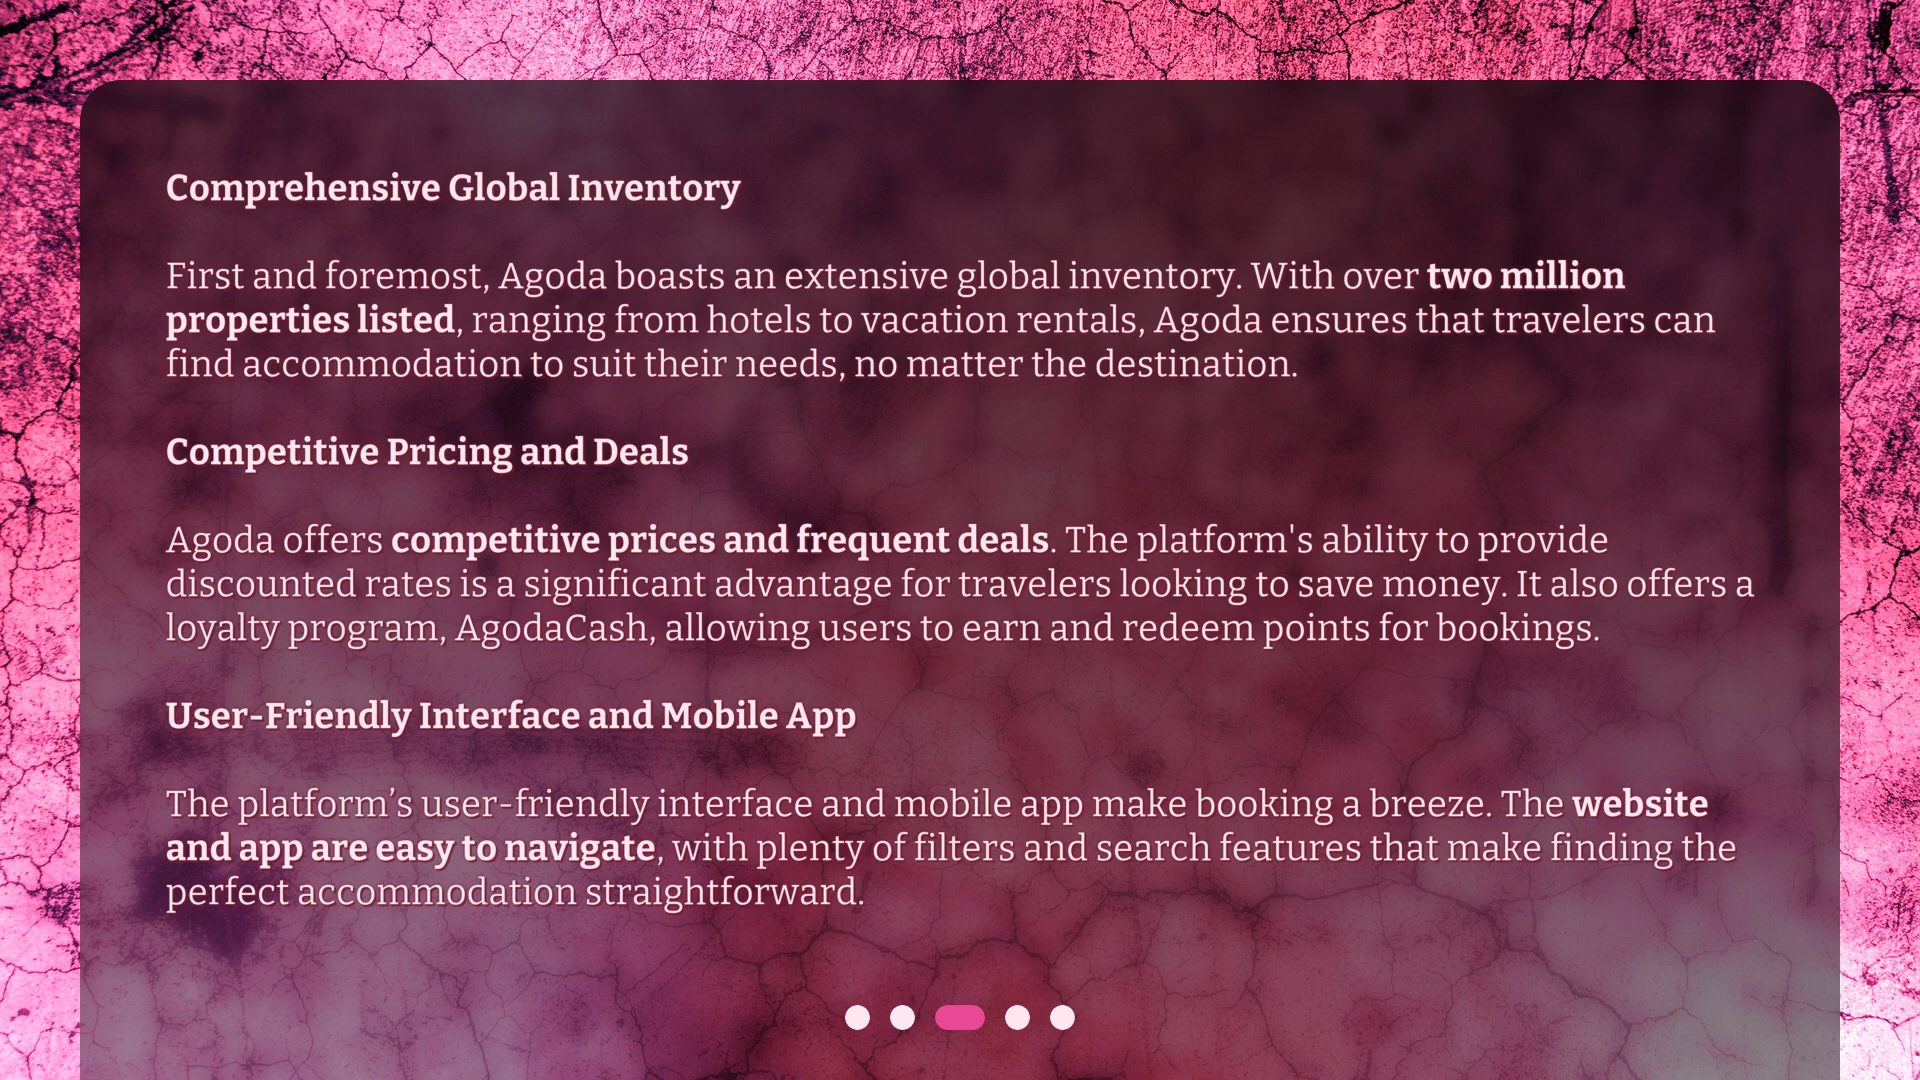 Comprehensive Global Inventory
First and foremost, Agoda boasts an extensive global inventory. With over two million
properties listed, ranging from hotels to vacation rentals, Agoda ensures that travelers can
find accommodation to suit their needs, no matter the destination.
Competitive Pricing and Deals
Agoda offers competitive prices and frequent deals. The platform's ability to provide
discounted rates is a significant advantage for travelers looking to save money. It also offers a
loyalty program, AgodaCash, allowing users to earn and redeem points for bookings.
User-Friendly Interface and Mobile App
The platform’s user-friendly interface and mobile app make booking a breeze. The website
and app are easy to navigate, with plenty of filters and search features that make finding the
perfect accommodation straightforward.